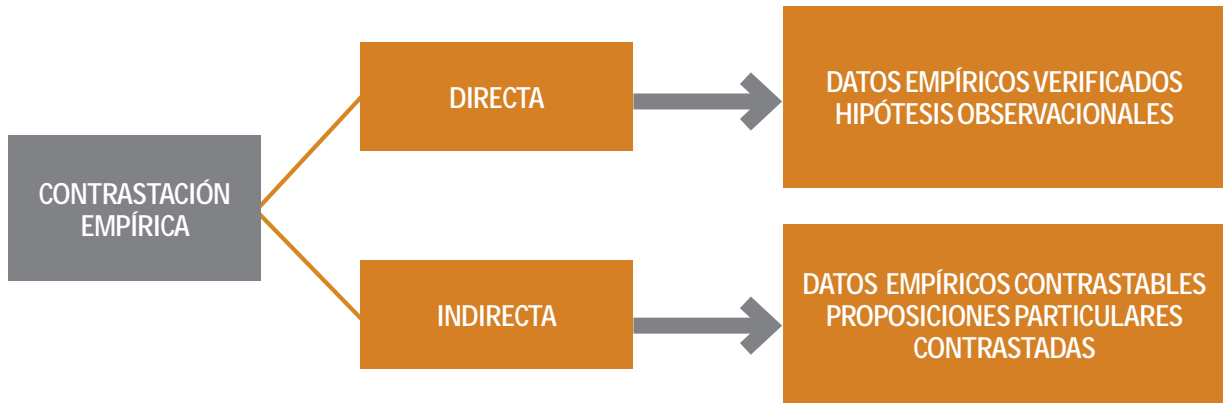 CONTRASTACIÓN
EMPÍRICA
DIRECTA
DATOS EMPÍRICOS VERIFICADOS
HIPÓTESIS OBSERVACIONALES
INDIRECTA
DATOS EMPÍRICOS CONTRASTABLES
PROPOSICIONES PARTICULARES
CONTRASTADAS